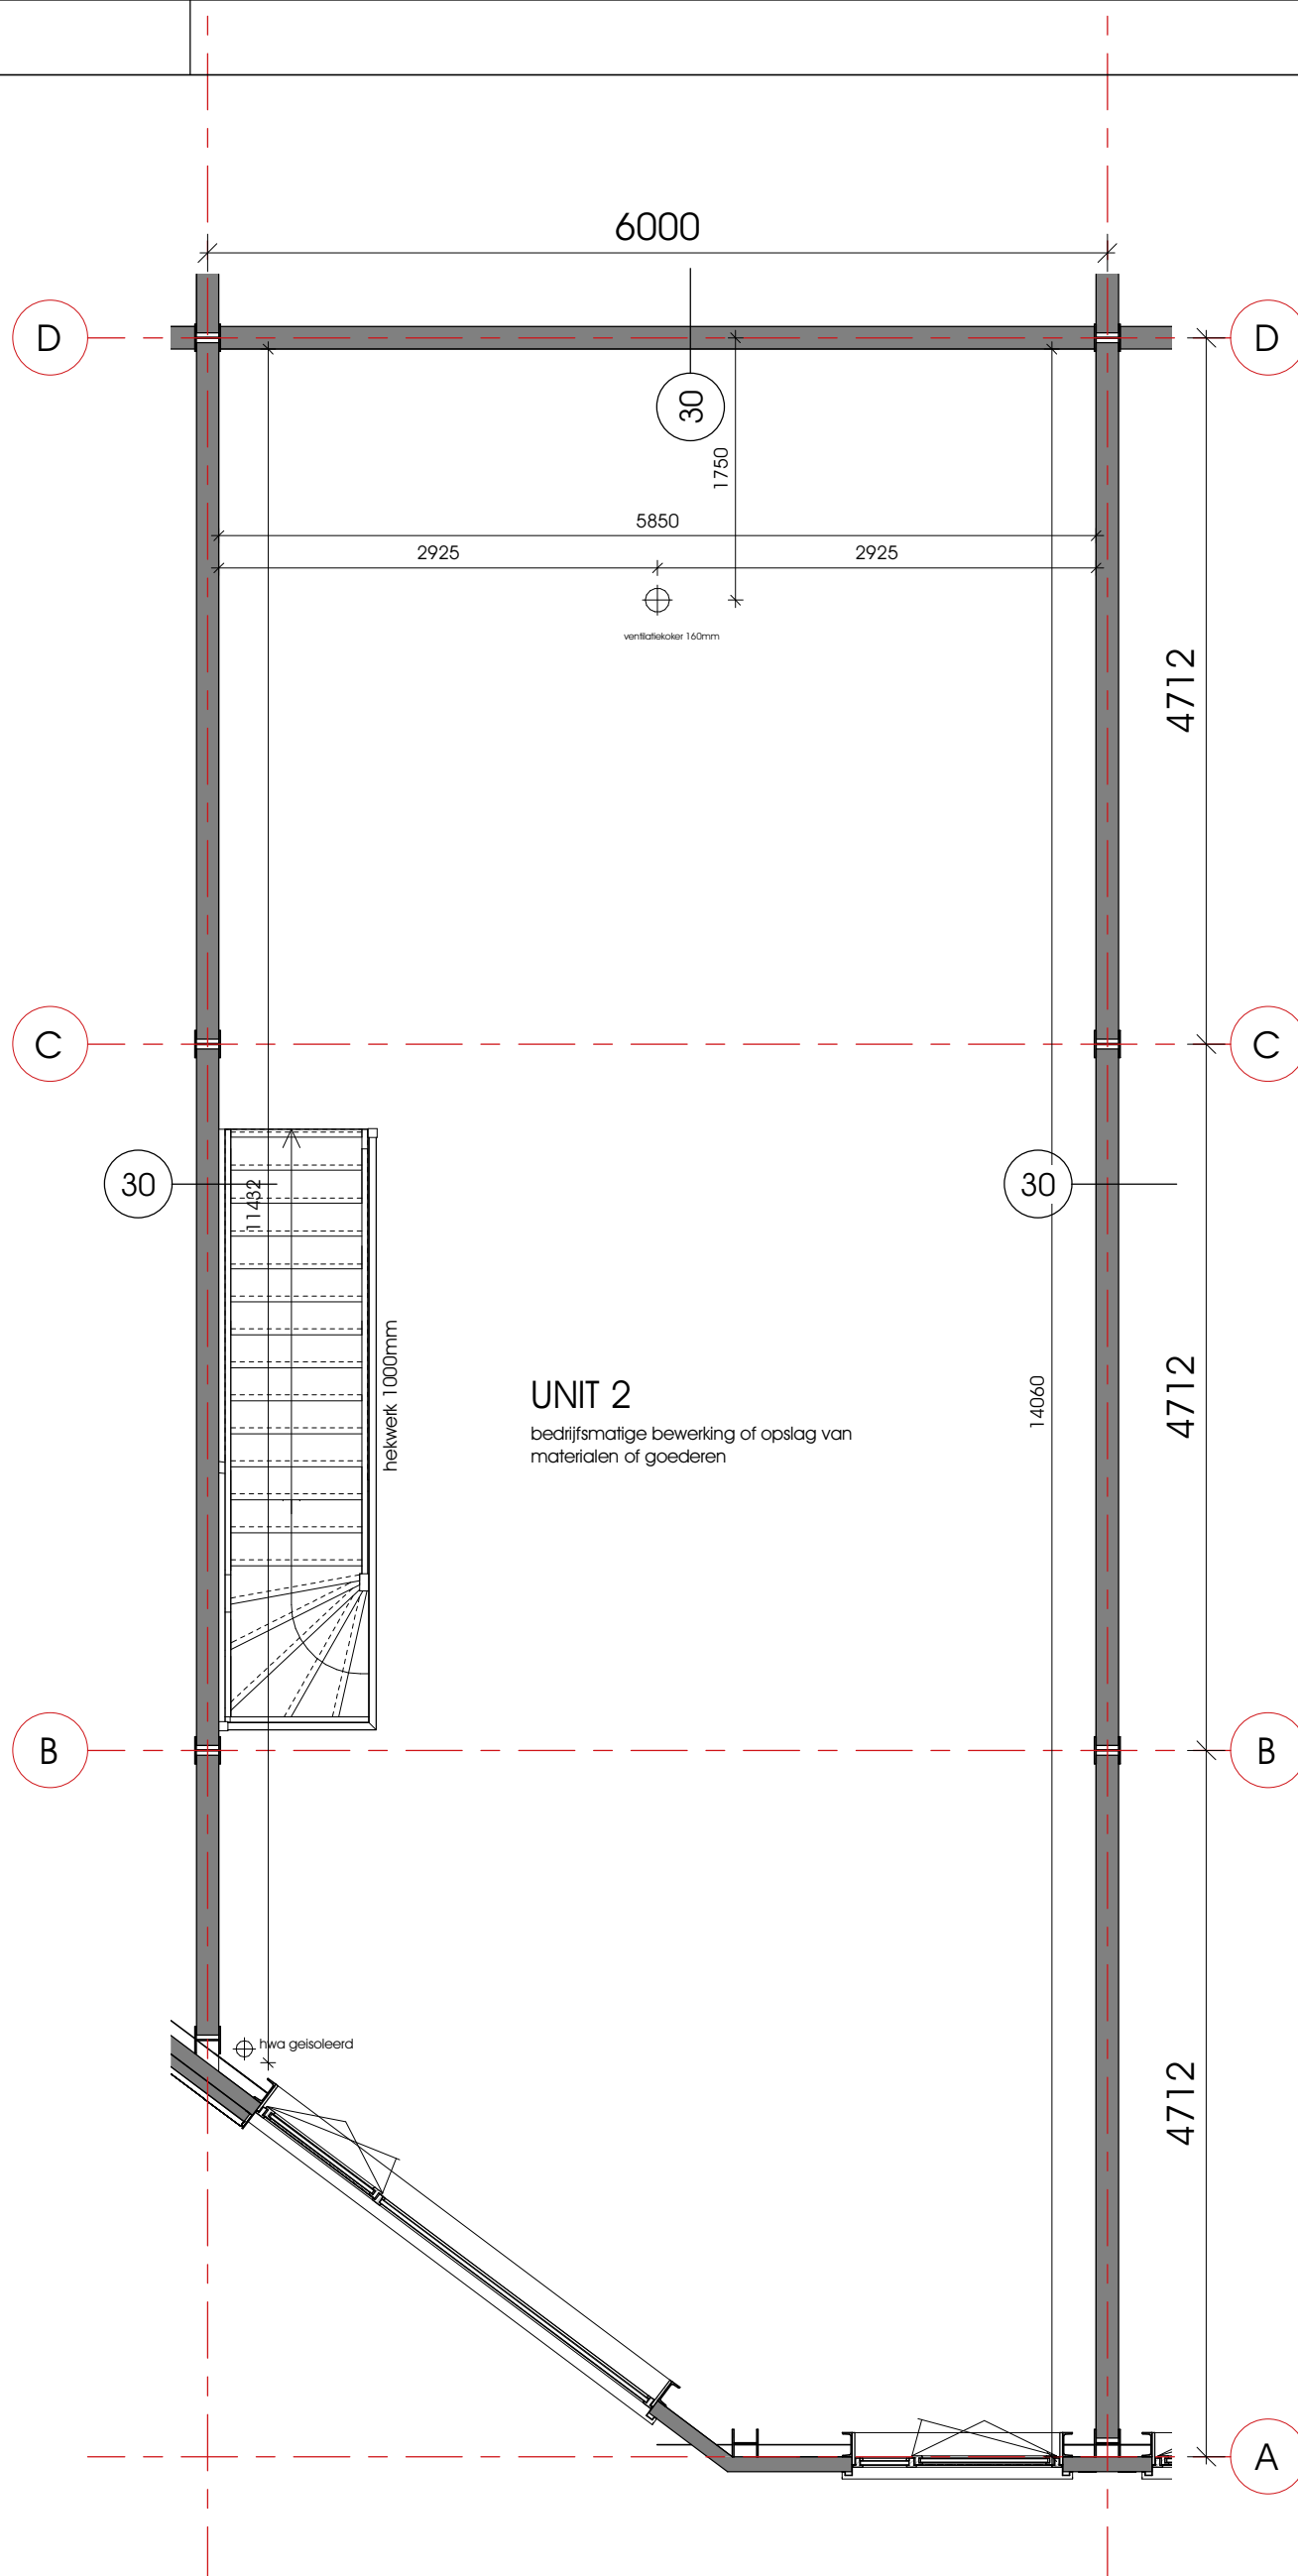 6000
D
D
30
1750
5850
2925
2925
ventilatiekoker 160mm
4712
C
C
30
11432
30
hekwerk 1000mm
UNIT 2
bedrijfsmatige bewerking of opslag van
materialen of goederen
14060
4712
B
B
hwa geisoleerd
4712
A